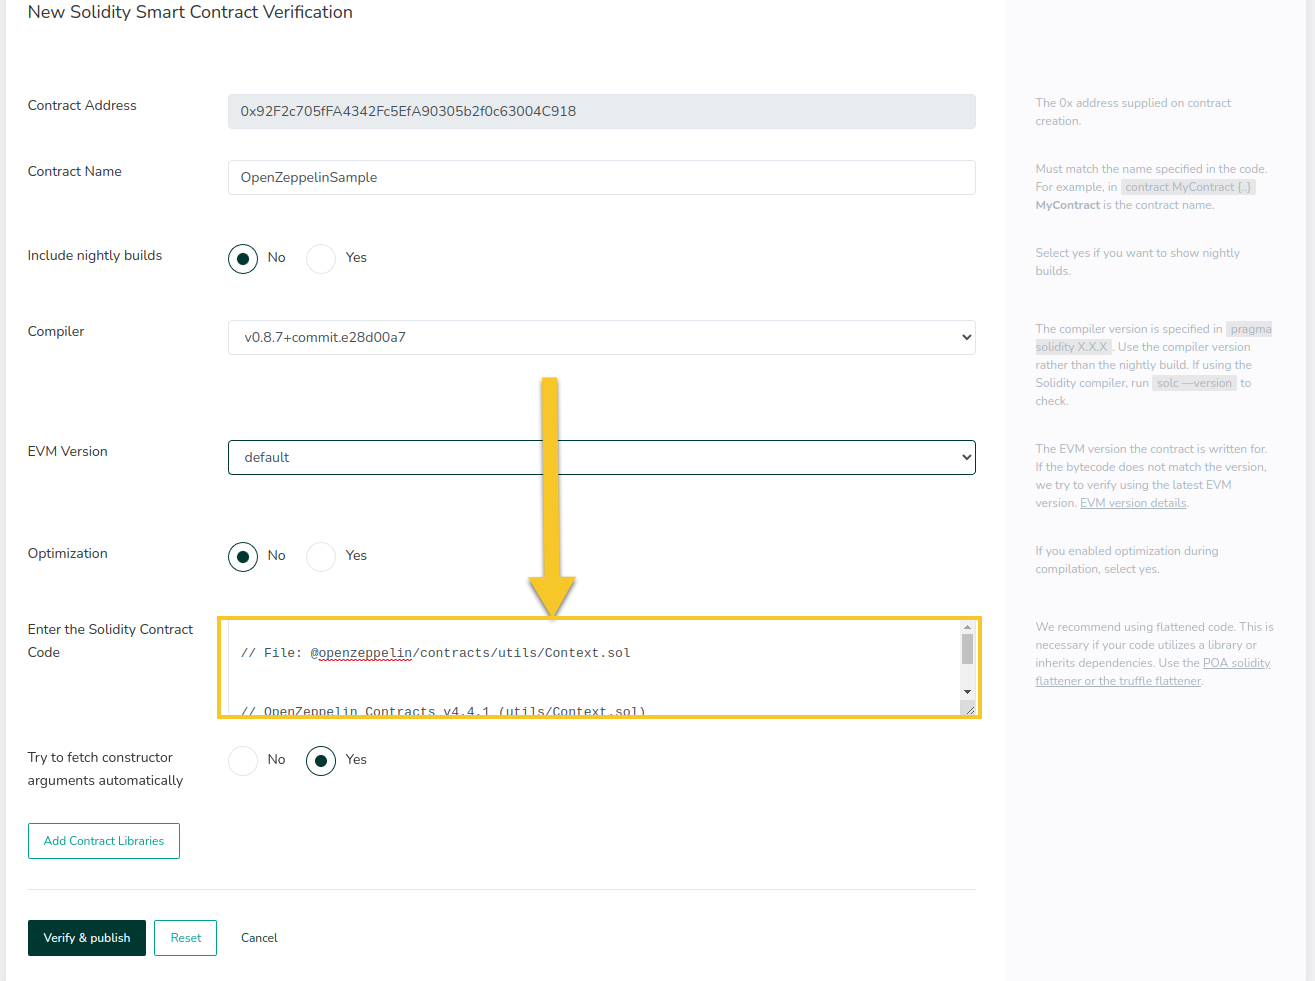 New Solidity Smart Contract Verification
Contract Address
0x92F2c705fFA4342Fc5EfA90305b2f0c63004C918
The 0x address supplied on contract
creation.
Contract Name
OpenZeppelinSample
Must match the name specified in the code.
For example, in contract MyContract {..}
MyContract is the contract name.
Include nightly builds
No
Yes
Select yes if you want to show nightly
builds.
Compiler
v0.8.7+commit.e28d00a7
The compiler version is specified in pragma
solidity X.X.X . Use the compiler version
rather than the nightly build. If using the
Solidity compiler, run solc —version to
check.
EVM Version
default
The EVM version the contract is written for.
If the bytecode does not match the version,
we try to verify using the latest EVM
version. EVM version details.
Optimization
No
Yes
If you enabled optimization during
compilation, select yes.
Enter the Solidity Contract
Code
// File: @openzeppelin/contracts/utils/Context.sol
// OpenZeppelin Contracts v4.4.1 (utils/Context.sol)
We recommend using flattened code. This is
necessary if your code utilizes a library or
inherits dependencies. Use the POA solidity
flattener or the truffle flattener.
Try to fetch constructor
arguments automatically
No
Yes
Add Contract Libraries
Verify & publish
Reset
Cancel